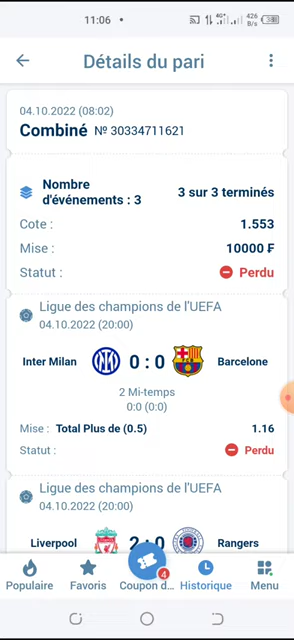 11:06
4G+
426 B/s
38
Détails du pari
04.10.2022 (08:02)
Combiné № 30334711621
Nombre d'événements : 3
3 sur 3 terminés
Cote :
1.553
Mise :
10000 ₣
Statut :
Perdu
Ligue des champions de l'UEFA
04.10.2022 (20:00)
Inter Milan
0 : 0
Barcelone
2 Mi-temps
0:0 (0:0)
Mise : Total Plus de (0.5)
1.16
Statut :
Perdu
Ligue des champions de l'UEFA
04.10.2022 (20:00)
Liverpool
2 : 0
Rangers
4
Populaire
Favoris
Coupon d...
Historique
Menu